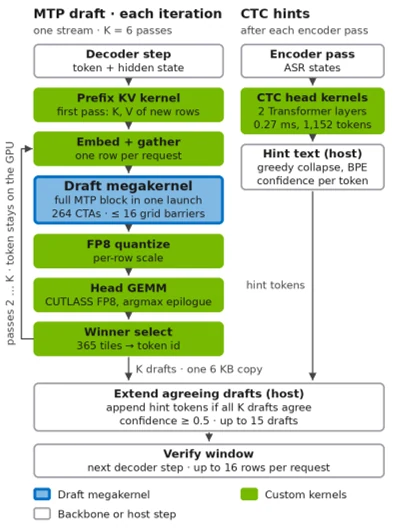 MTP draft · each iteration
one stream · K = 6 passes
Decoder step
token + hidden state
Prefix KV kernel
first pass: K, V of new rows
Embed + gather
one row per request
Draft megakernel
full MTP block in one launch
264 CTAs · ≤ 16 grid barriers
FP8 quantize
per-row scale
Head GEMM
CUTLASS FP8, argmax epilogue
Winner select
365 tiles → token id
passes 2 ... K · token stays on the GPU
CTC hints
after each encoder pass
Encoder pass
ASR states
CTC head kernels
2 Transformer layers
0.27 ms, 1,152 tokens
Hint text (host)
greedy collapse, BPE
confidence per token
hint tokens
K drafts · one 6 KB copy
Extend agreeing drafts (host)
append hint tokens if all K drafts agree
confidence ≥ 0.5 · up to 15 drafts
Verify window
next decoder step · up to 16 rows per request
Draft megakernel
Custom kernels
Backbone or host step